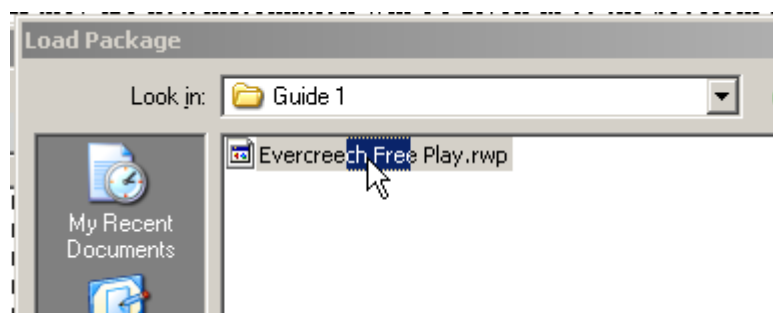 Load Package
Look in: Guide 1
Evercreech Free Play.rwp
My Recent
Documents